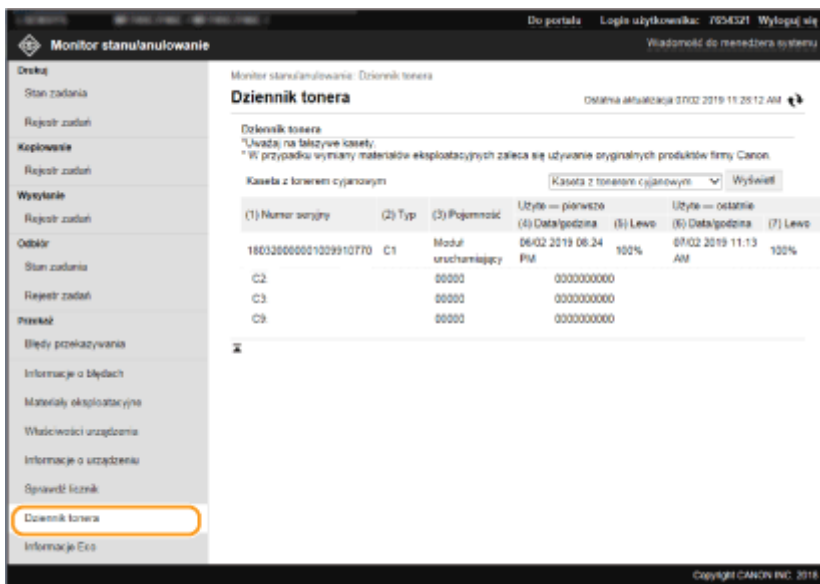 Do portalu Login użytkownika: 7654321 Wyloguj się
Monitor stanu/anulowanie
Wiadomość do menedżera systemu
Drukuj
Stan zadania
Rejestr zadań
Kopiowanie
Rejestr zadań
Wysyłanie
Rejestr zadań
Odbiór
Stan zadania
Rejestr zadań
Przekaż
Błędy przekazywania
Informacje o błędach
Materiały eksploatacyjne
Właściwości urządzenia
Informacje o urządzeniu
Sprawdź licznik
Dziennik tonera
Informacje Eco
Monitor stanu/anulowanie: Dziennik tonera
Dziennik tonera
Ostatnia aktualizacja 07/02 2019 11:28:12 AM
Dziennik tonera
*Uważaj na fałszywe kasety.
* W przypadku wymiany materiałów eksploatacyjnych zaleca się używanie oryginalnych produktów firmy Canon.
Kaseta z tonerem cyjanowym
Kaseta z tonerem cyjanowym Wyświetl
(1) Numer seryjny (2) Typ (3) Pojemność Użyte — pierwsze Użyte — ostatnie
(4) Data/godzina (5) Lewo (6) Data/godzina (7) Lewo
18032000001009910770 C1 Moduł uruchamiający 06/02 2019 08:24 PM 100% 07/02 2019 11:13 AM 100%
C2: 00000 0000000000
C3: 00000 0000000000
C9: 00000 0000000000
Copyright CANON INC. 2018